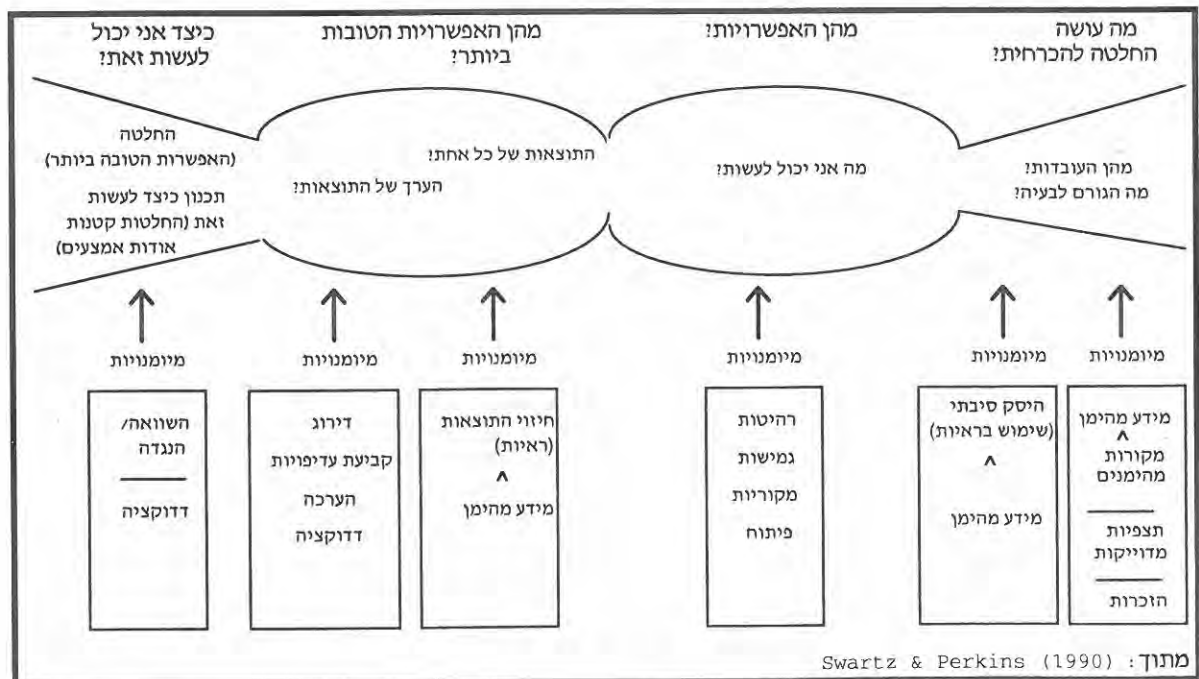 מה עושה
החלטה להכרחית?
מהן האפשרויות?
מהן האפשרויות הטובות
ביותר?
כיצד אני יכול
לעשות זאת?
מהן העובדות?
מה הגורם לבעיה?
מה אני יכול לעשות?
התוצאות של כל אחת?
הערך של התוצאות?
החלטה
(האפשרות הטובה ביותר)
תכנון כיצד לעשות
זאת (החלטות קטנות
אודות אמצעים)
מיומנויות
מיומנויות
מיומנויות
מיומנויות
מיומנויות
מיומנויות
מידע מהימן
^
מקורות
מהימנים
תצפיות
מדוייקות
הזכרות
היסק סיבתי
(שימוש בראיות)
^
מידע מהימן
רהיטות
גמישות
מקוריות
פיתוח
חיזוי התוצאות
(ראיות)
^
מידע מהימן
דירוג
קביעת עדיפויות
הערכה
דדוקציה
השוואה/
הנגדה
דדוקציה
מתוך: Swartz & Perkins (1990)